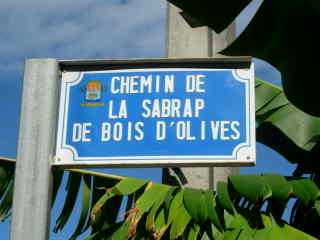 CHEMIN DE
LA SABRAP
DE BOIS D'OLIVES